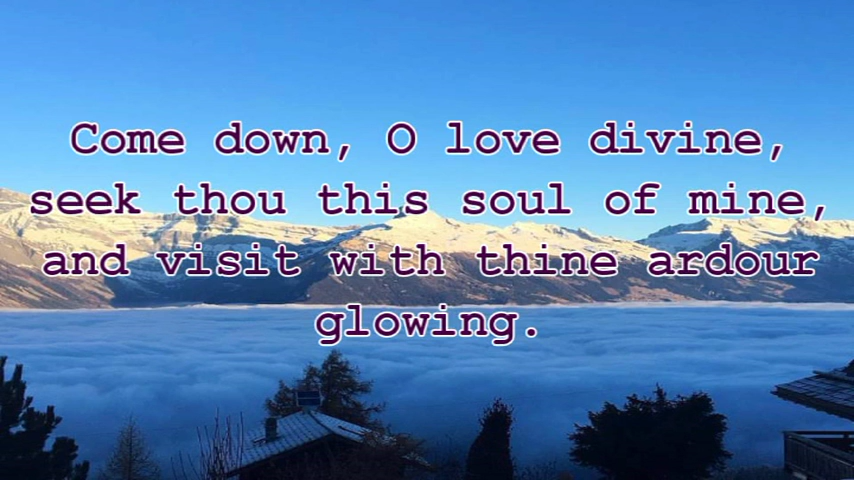 Come down, O love divine,
seek thou this soul of mine,
and visit with thine ardour
glowing.